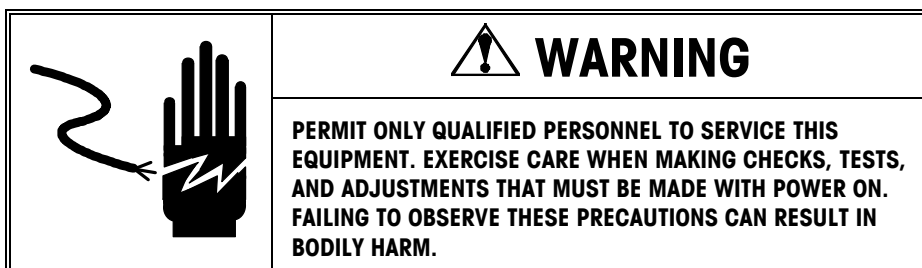 WARNING
PERMIT ONLY QUALIFIED PERSONNEL TO SERVICE THIS
EQUIPMENT. EXERCISE CARE WHEN MAKING CHECKS, TESTS,
AND ADJUSTMENTS THAT MUST BE MADE WITH POWER ON.
FAILING TO OBSERVE THESE PRECAUTIONS CAN RESULT IN
BODILY HARM.